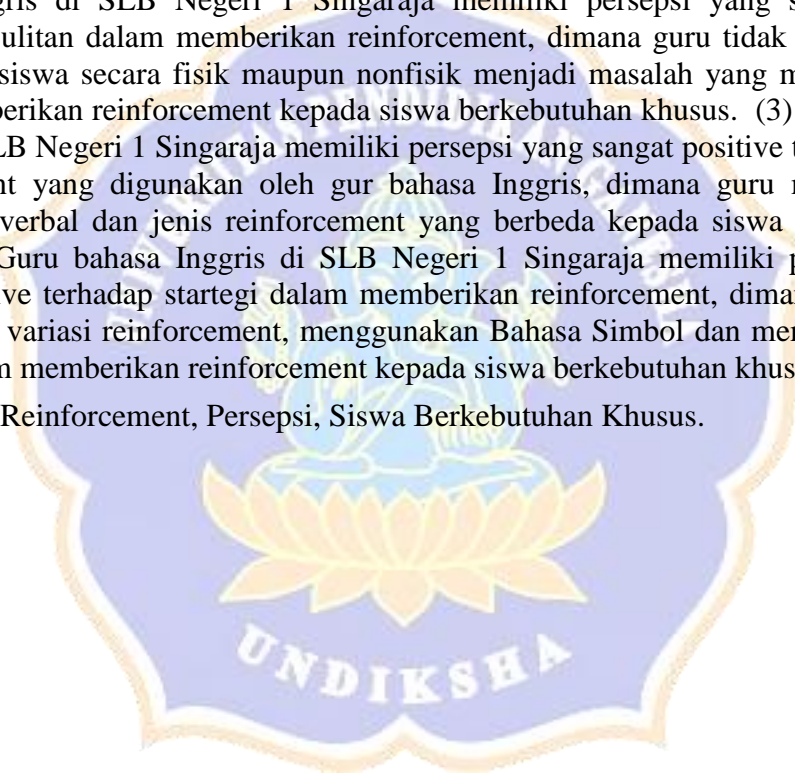 ggris di SLB Negeri 1 Singaraja memiliki persepsi yang s
ulitan dalam memberikan reinforcement, dimana guru tidak
siswa secara fisik maupun nonfisik menjadi masalah yang m
berikan reinforcement kepada siswa berkebutuhan khusus. (3)
LB Negeri 1 Singaraja memiliki persepsi yang sangat positive t
nt yang digunakan oleh gur bahasa Inggris, dimana guru
verbal dan jenis reinforcement yang berbeda kepada siswa
Guru bahasa Inggris di SLB Negeri 1 Singaraja memiliki p
ive terhadap startegi dalam memberikan reinforcement, dima
variasi reinforcement, menggunakan Bahasa Simbol dan men
m memberikan reinforcement kepada siswa berkebutuhan khus
Reinforcement, Persepsi, Siswa Berkebutuhan Khusus.
UNDIKSHA